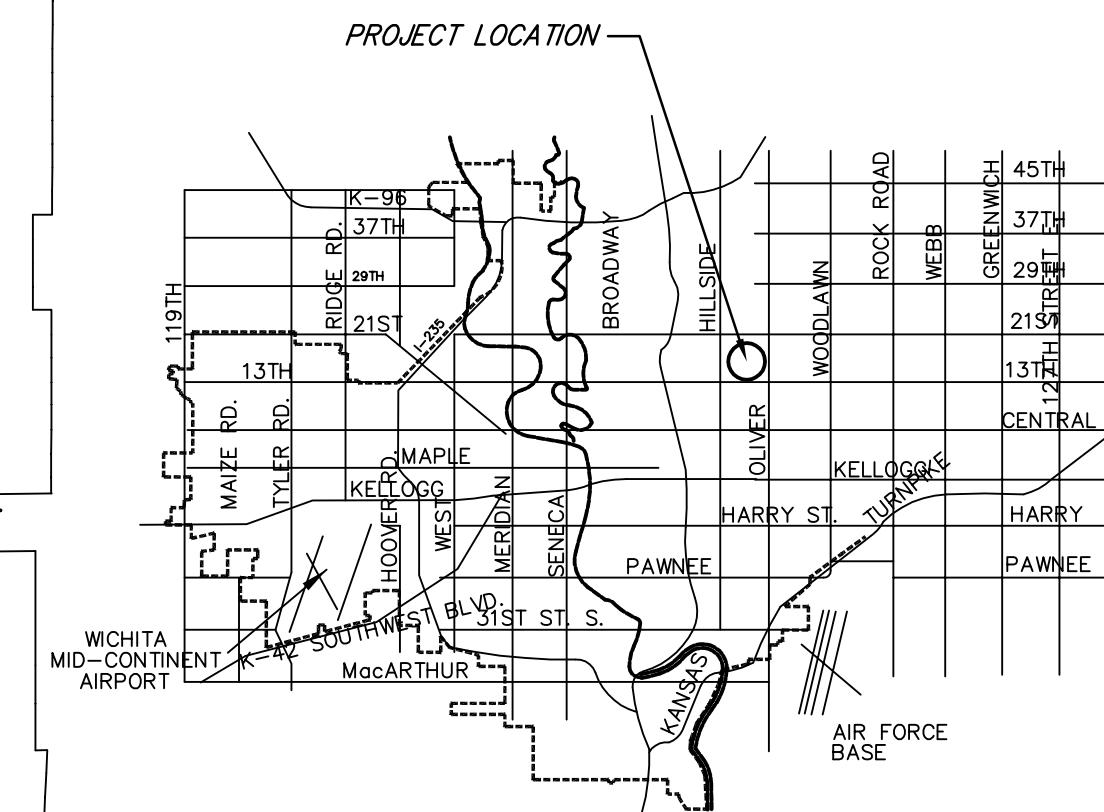 PROJECT LOCATION
45TH
K-96
37TH
37TH
29TH
29TH
21ST
21ST
I-235
13TH
13TH
CENTRAL
119TH
RIDGE RD.
BROADWAY
HILLSIDE
WOODLAWN
ROCK ROAD
WEBB
GREENWICH
127TH STREET E.
MAIZE RD.
TYLER RD.
HOOVER RD.
WEST
MERIDIAN
SENECA
OLIVER
MAPLE
KELLOGG
KELLOGG
TURNPIKE
HARRY ST.
HARRY
PAWNEE
PAWNEE
31ST ST. S.
K-42 SOUTHWEST BLVD.
MacARTHUR
WICHITA
MID-CONTINENT
AIRPORT
KANSAS
AIR FORCE
BASE